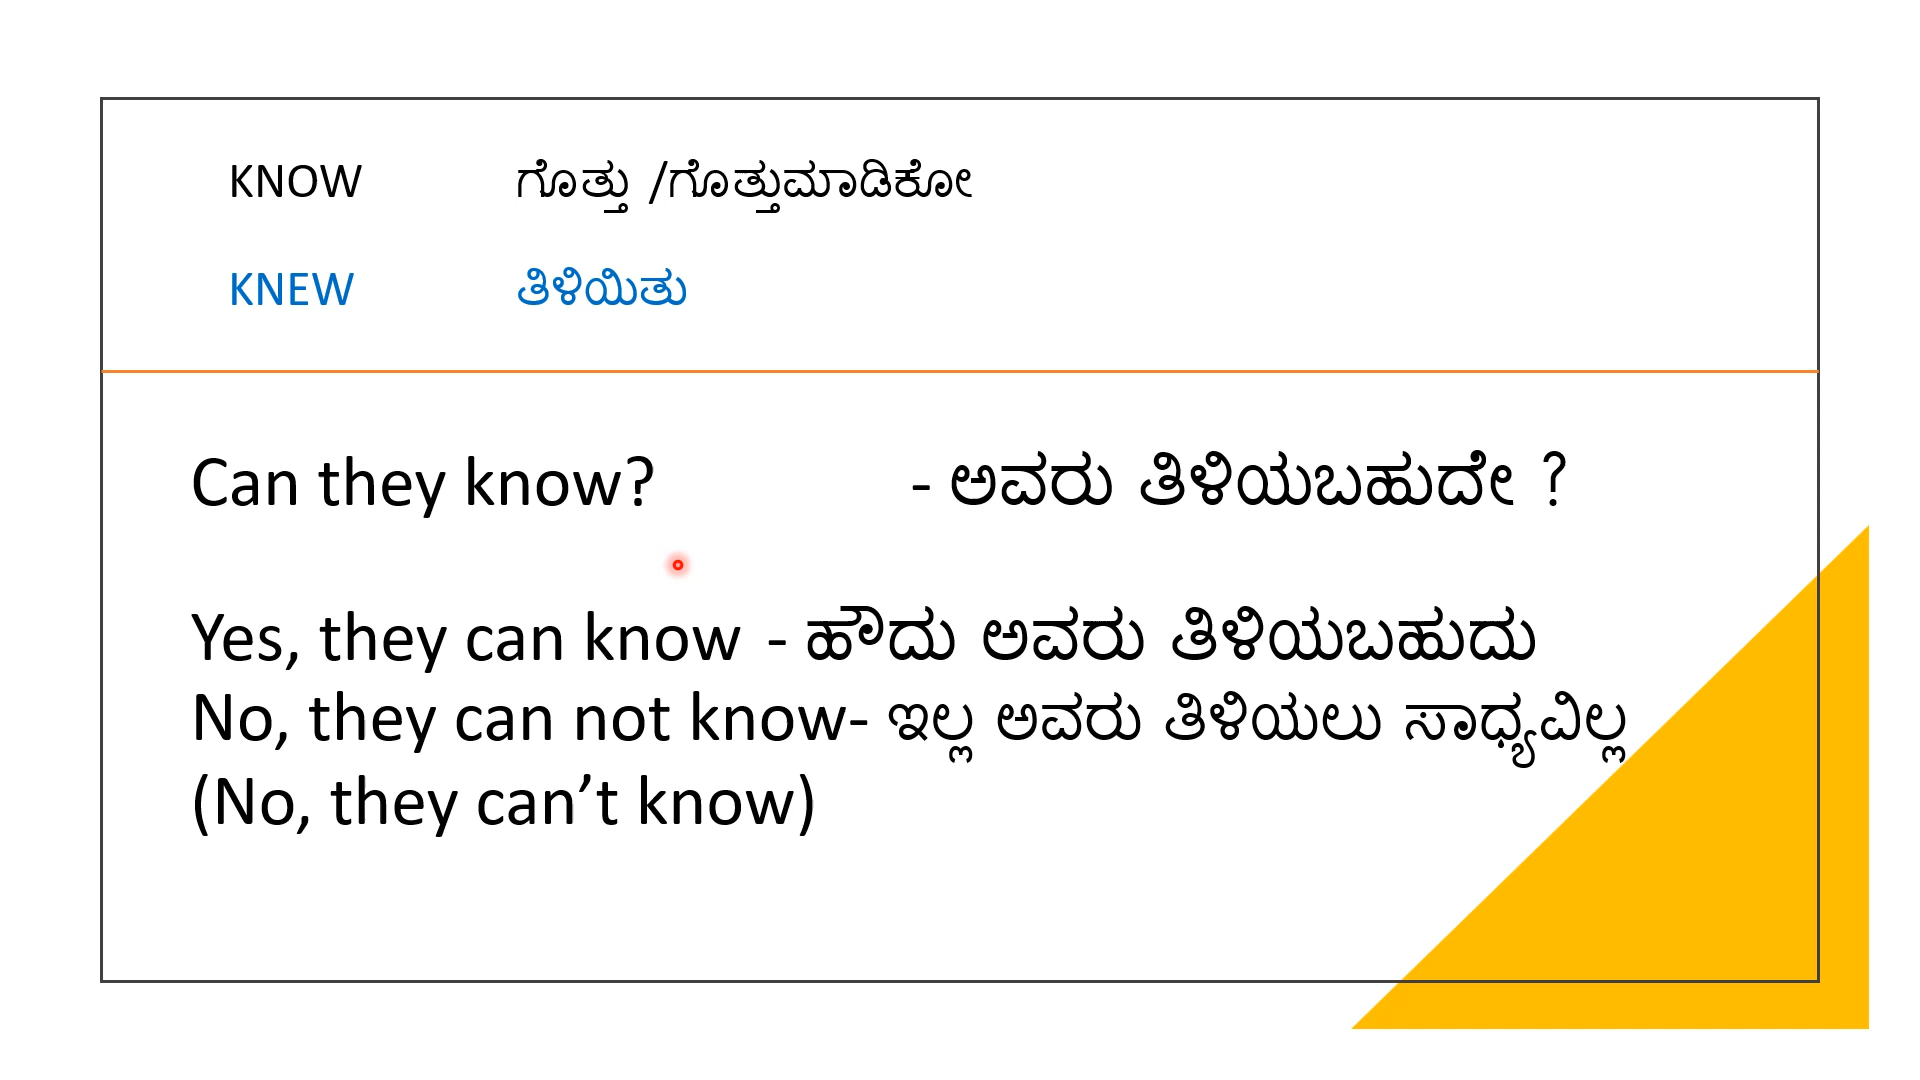 KNOW ಗೊತ್ತು /ಗೊತ್ತುಮಾಡಿಕೋ
KNEW ತಿಳಿಯಿತು
Can they know? - ಅವರು ತಿಳಿಯಬಹುದೇ ?
Yes, they can know - ಹೌದು ಅವರು ತಿಳಿಯಬಹುದು
No, they can not know- ಇಲ್ಲ ಅವರು ತಿಳಿಯಲು ಸಾಧ್ಯವಿಲ್ಲ
(No, they can’t know)